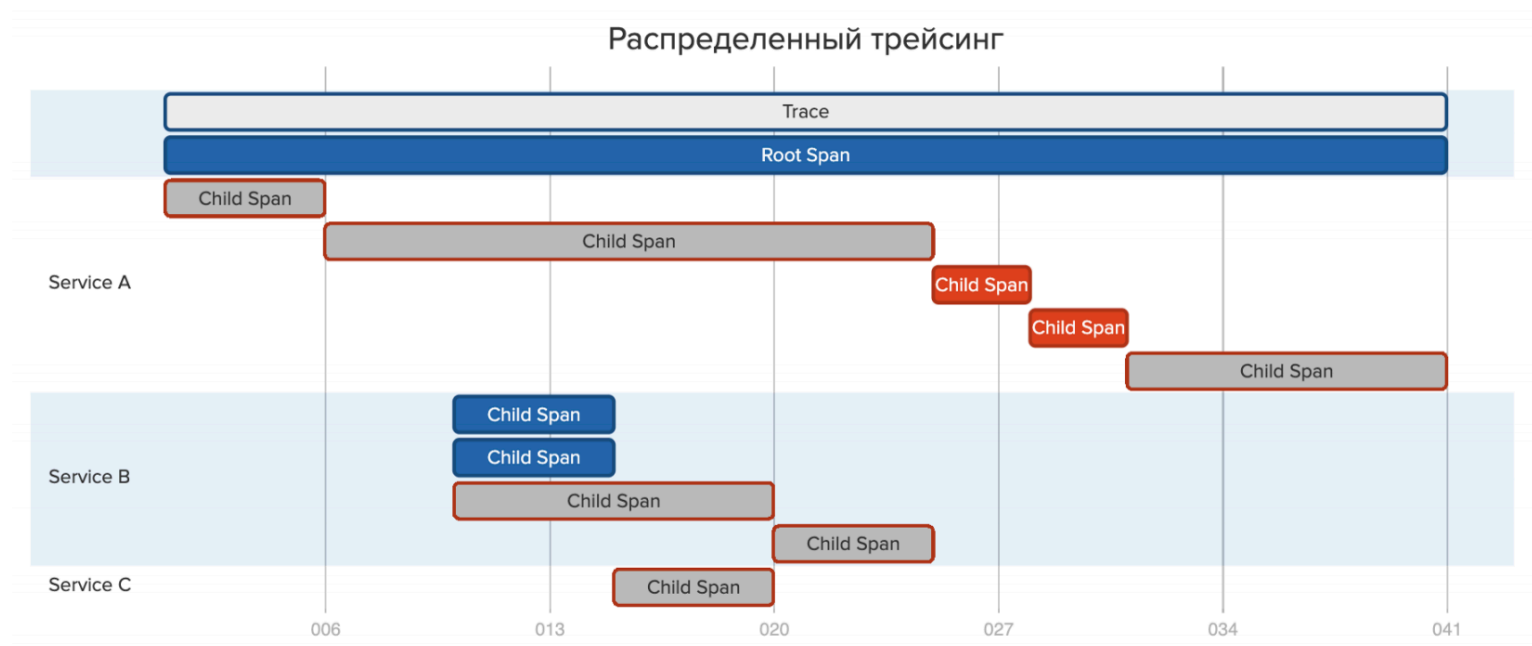 Распределенный трейсинг
Trace
Root Span
Child Span
Child Span
Service A
Child Span
Child Span
Child Span
Child Span
Child Span
Service B
Child Span
Child Span
Service C
Child Span
006 013 020 027 034 041